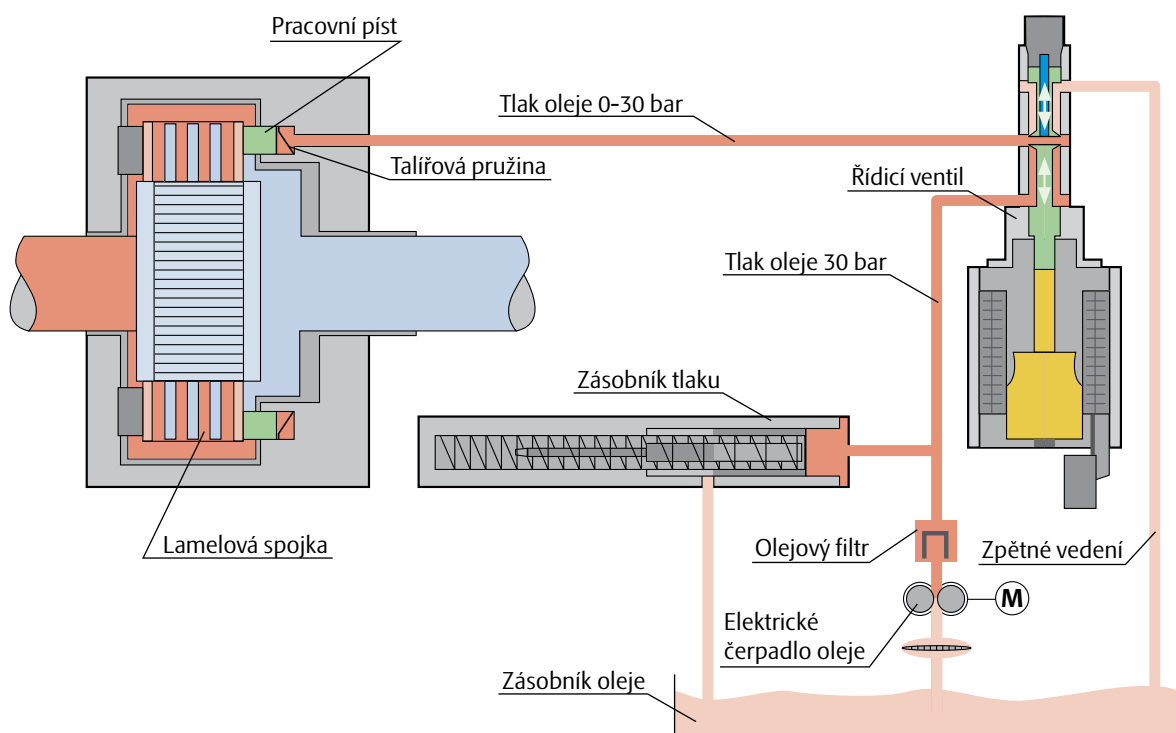 Pracovní píst
Tlak oleje 0-30 bar
Talířová pružina
Řídicí ventil
Tlak oleje 30 bar
Zásobník tlaku
Lamelová spojka
Olejový filtr
Zpětné vedení
M
Elektrické
čerpadlo oleje
Zásobník oleje